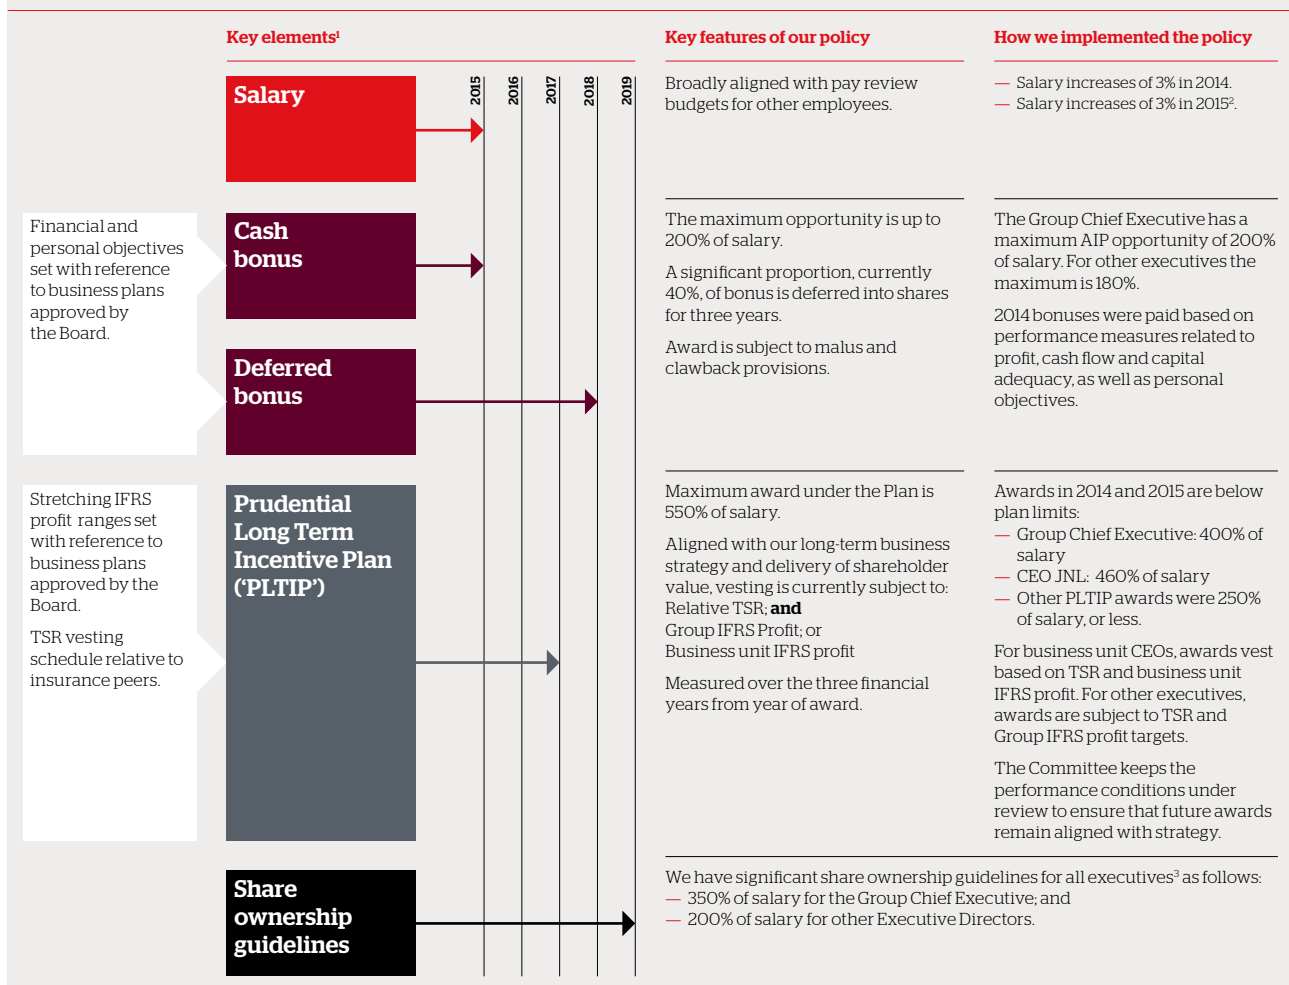 Key elements¹
Key features of our policy
How we implemented the policy
Salary
2015
2016
2017
2018
2019
Broadly aligned with pay review
budgets for other employees.
— Salary increases of 3% in 2014.
— Salary increases of 3% in 2015².
Financial and
personal objectives
set with reference
to business plans
approved by
the Board.
Cash
bonus
Deferred
bonus
The maximum opportunity is up to
200% of salary.
A significant proportion, currently
40%, of bonus is deferred into shares
for three years.
Award is subject to malus and
clawback provisions.
The Group Chief Executive has a
maximum AIP opportunity of 200%
of salary. For other executives the
maximum is 180%.
2014 bonuses were paid based on
performance measures related to
profit, cash flow and capital
adequacy, as well as personal
objectives.
Stretching IFRS
profit ranges set
with reference to
business plans
approved by the
Board.
TSR vesting
schedule relative to
insurance peers.
Prudential
Long Term
Incentive Plan
(‘PLTIP’)
Maximum award under the Plan is
550% of salary.
Aligned with our long-term business
strategy and delivery of shareholder
value, vesting is currently subject to:
Relative TSR; and
Group IFRS Profit; or
Business unit IFRS profit
Measured over the three financial
years from year of award.
Awards in 2014 and 2015 are below
plan limits:
— Group Chief Executive: 400% of
salary
— CEO JNL: 460% of salary
— Other PLTIP awards were 250%
of salary, or less.
For business unit CEOs, awards vest
based on TSR and business unit
IFRS profit. For other executives,
awards are subject to TSR and
Group IFRS profit targets.
The Committee keeps the
performance conditions under
review to ensure that future awards
remain aligned with strategy.
Share
ownership
guidelines
We have significant share ownership guidelines for all executives³ as follows:
— 350% of salary for the Group Chief Executive; and
— 200% of salary for other Executive Directors.